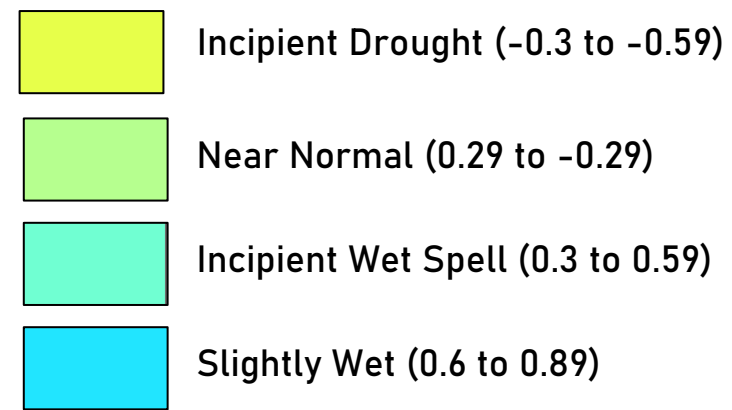 Incipient Drought (-0.3 to -0.59)
Near Normal (0.29 to -0.29)
Incipient Wet Spell (0.3 to 0.59)
Slightly Wet (0.6 to 0.89)